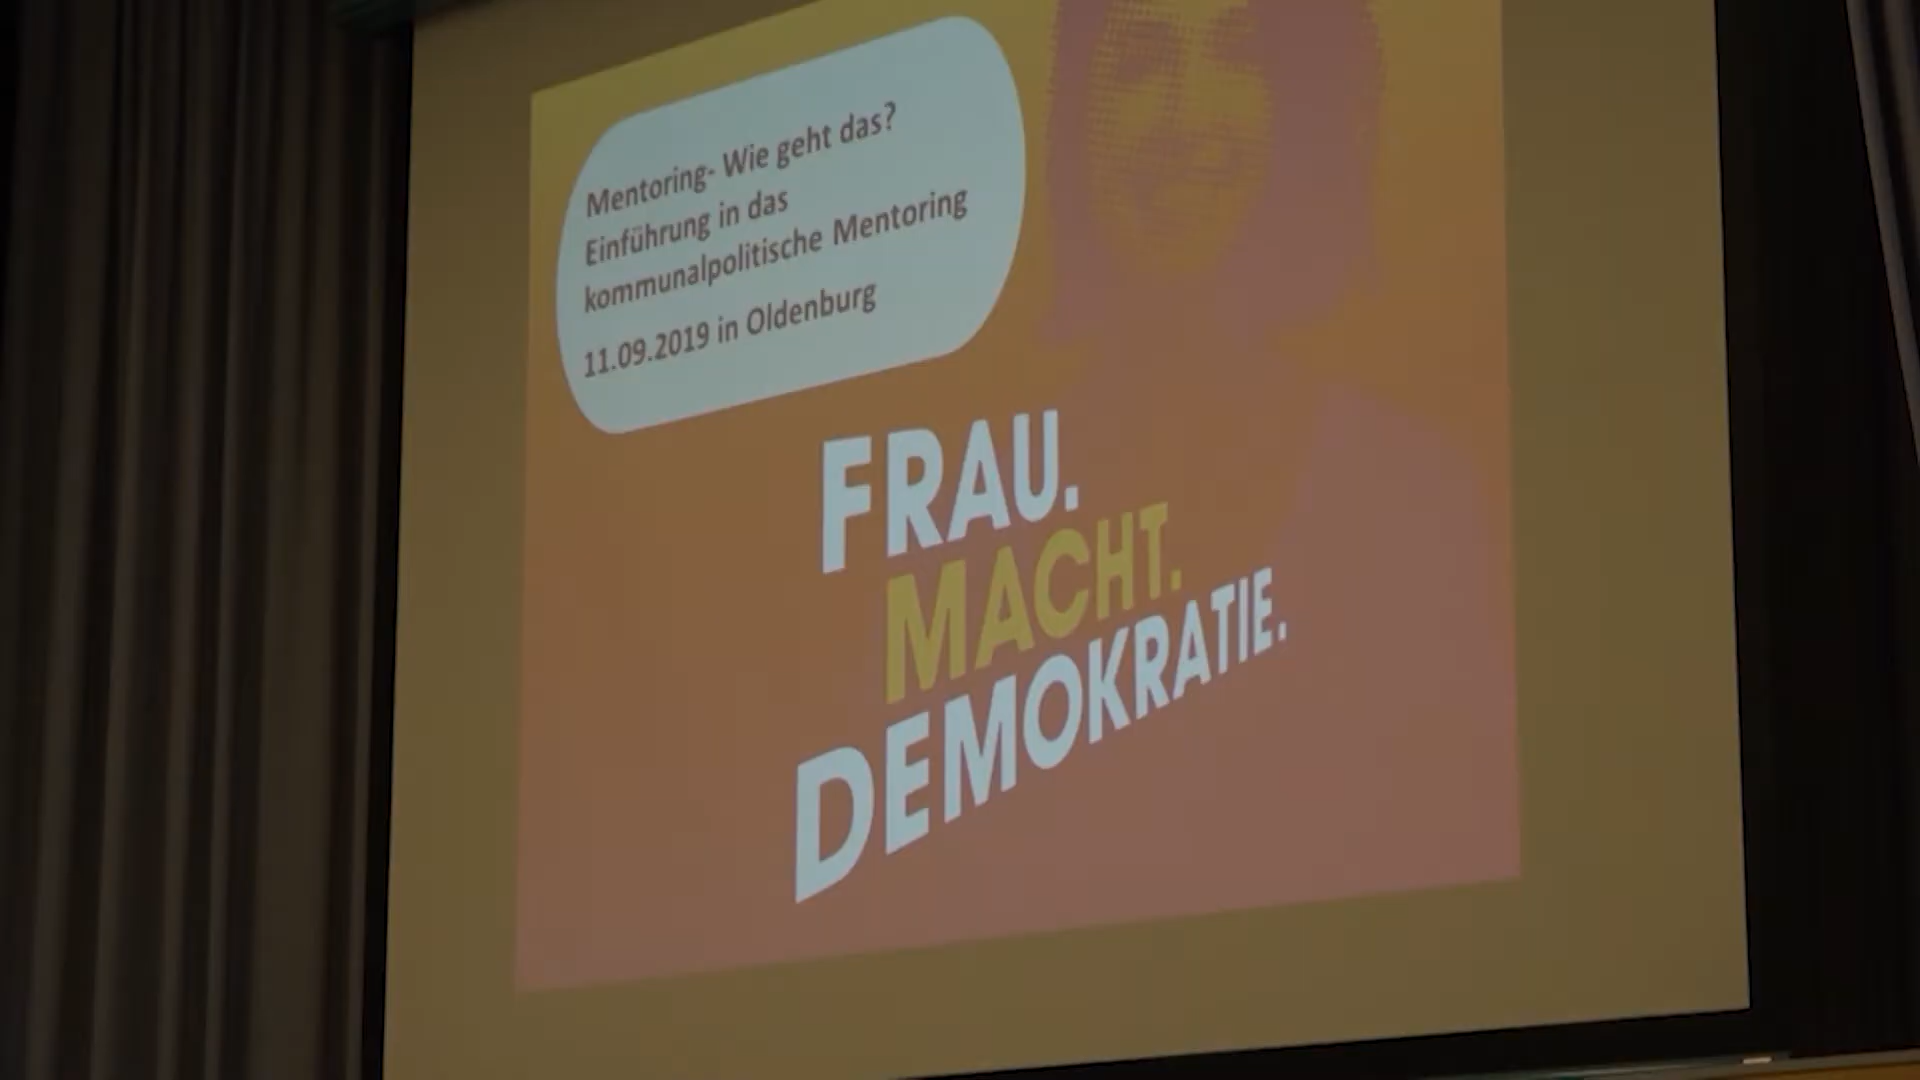 Mentoring- Wie geht das?
Einführung in das
kommunalpolitische Mentoring
11.09.2019 in Oldenburg
FRAU.
MACHT.
DEMOKRATIE.